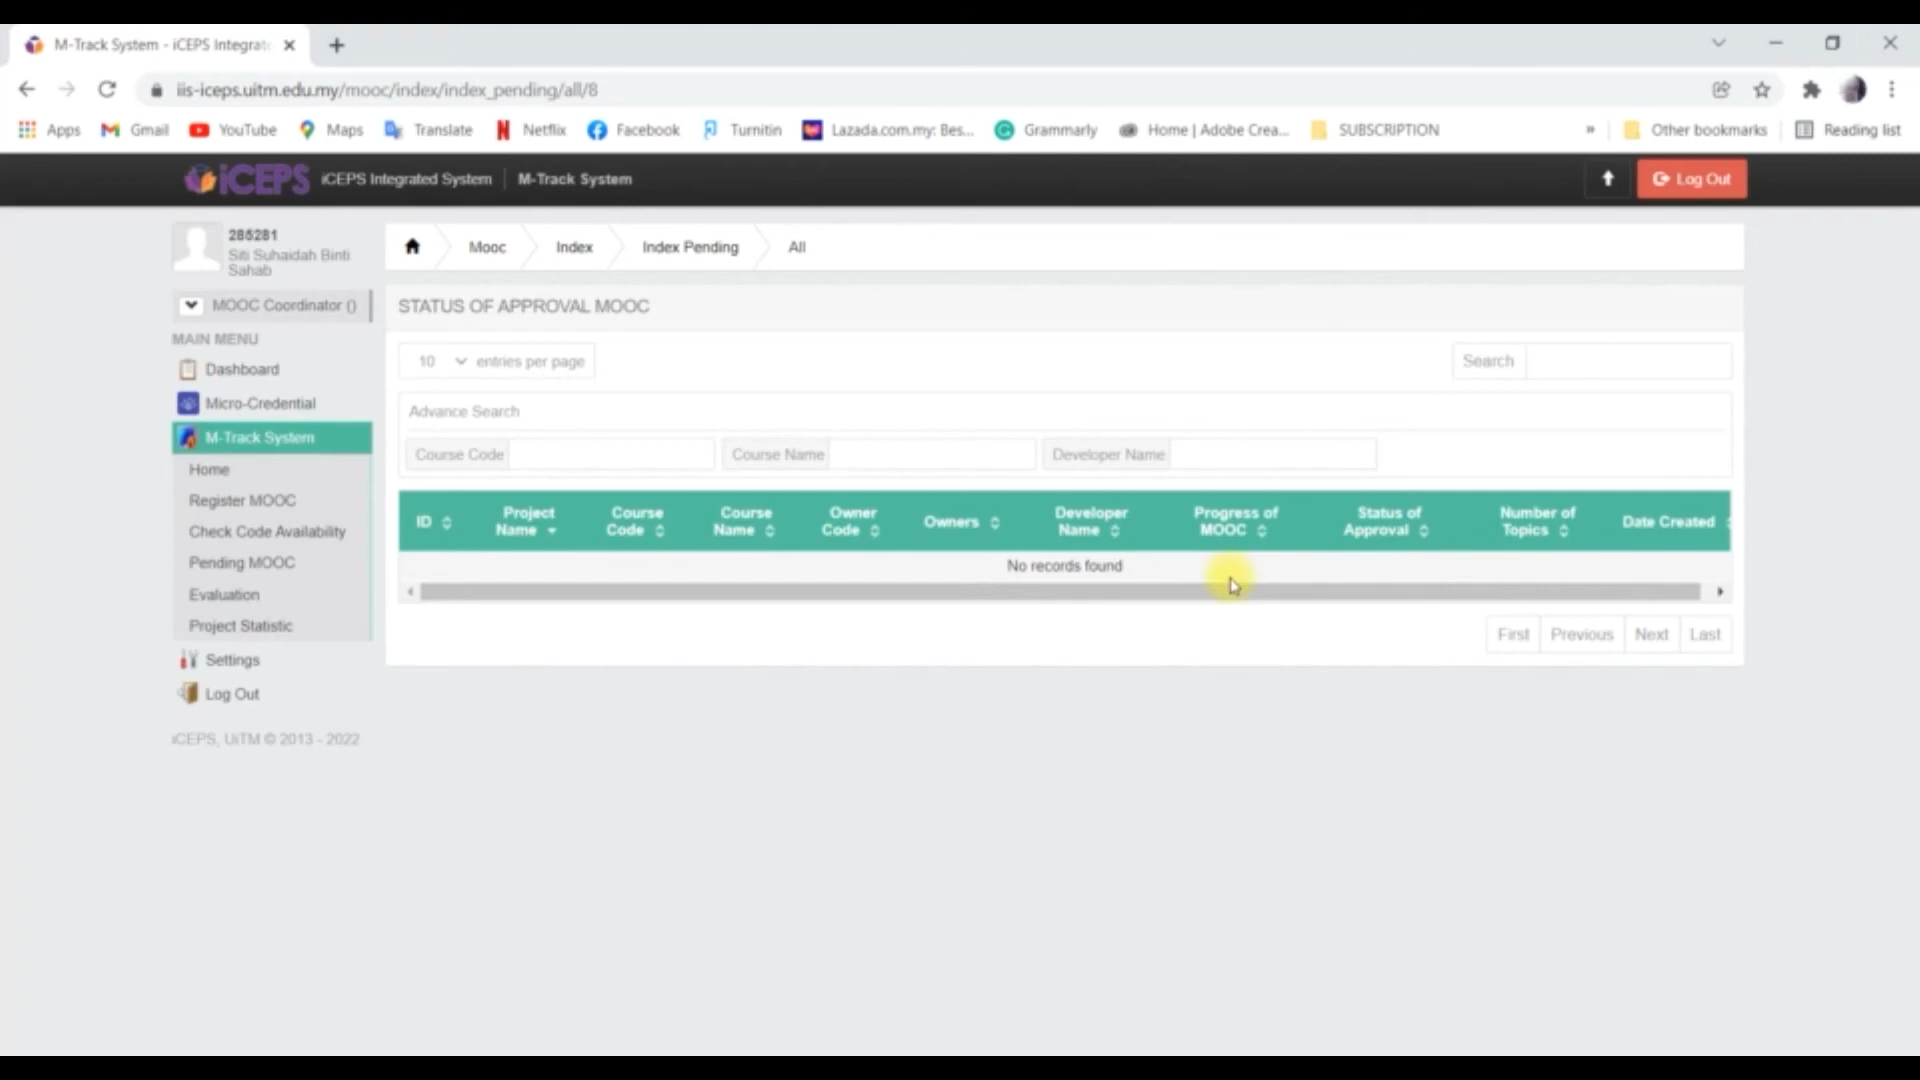 M-Track System - iCEPS Integrat
iis-iceps.uitm.edu.my/mooc/index/index_pending/all/8
Apps Gmail YouTube Maps Translate Netflix Facebook Turnitin Lazada.com.my: Bes... Grammarly Home | Adobe Crea... SUBSCRIPTION » Other bookmarks Reading list
iCEPS iCEPS Integrated System M-Track System Log Out
285281
Siti Suhaidah Binti
Sahab
Mooc Index Index Pending All
MOOC Coordinator ()
MAIN MENU
Dashboard
Micro-Credential
M-Track System
Home
Register MOOC
Check Code Availability
Pending MOOC
Evaluation
Project Statistic
Settings
Log Out
iCEPS, UiTM © 2013 - 2022
STATUS OF APPROVAL MOOC
10 entries per page Search
Advance Search
Course Code Course Name Developer Name
ID Project Name Course Code Course Name Owner Code Owners Developer Name Progress of MOOC Status of Approval Number of Topics Date Created
No records found
First Previous Next Last